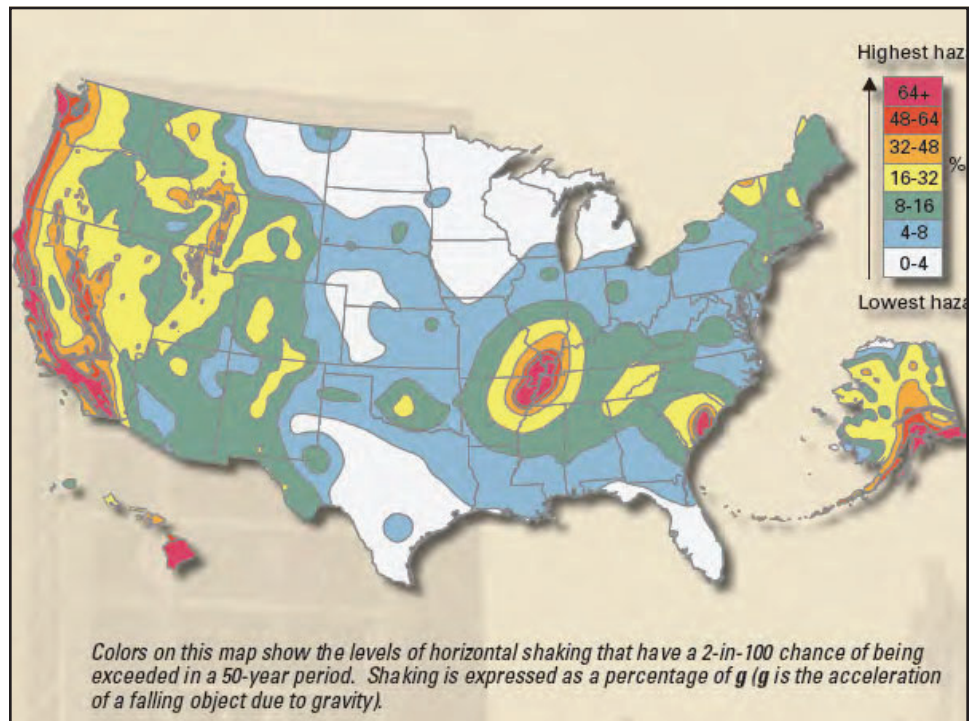 Highest haz
64+
48-64
32-48
16-32
8-16
4-8
0-4
%
Lowest haza
Colors on this map show the levels of horizontal shaking that have a 2-in-100 chance of being
exceeded in a 50-year period. Shaking is expressed as a percentage of g (g is the acceleration
of a falling object due to gravity).